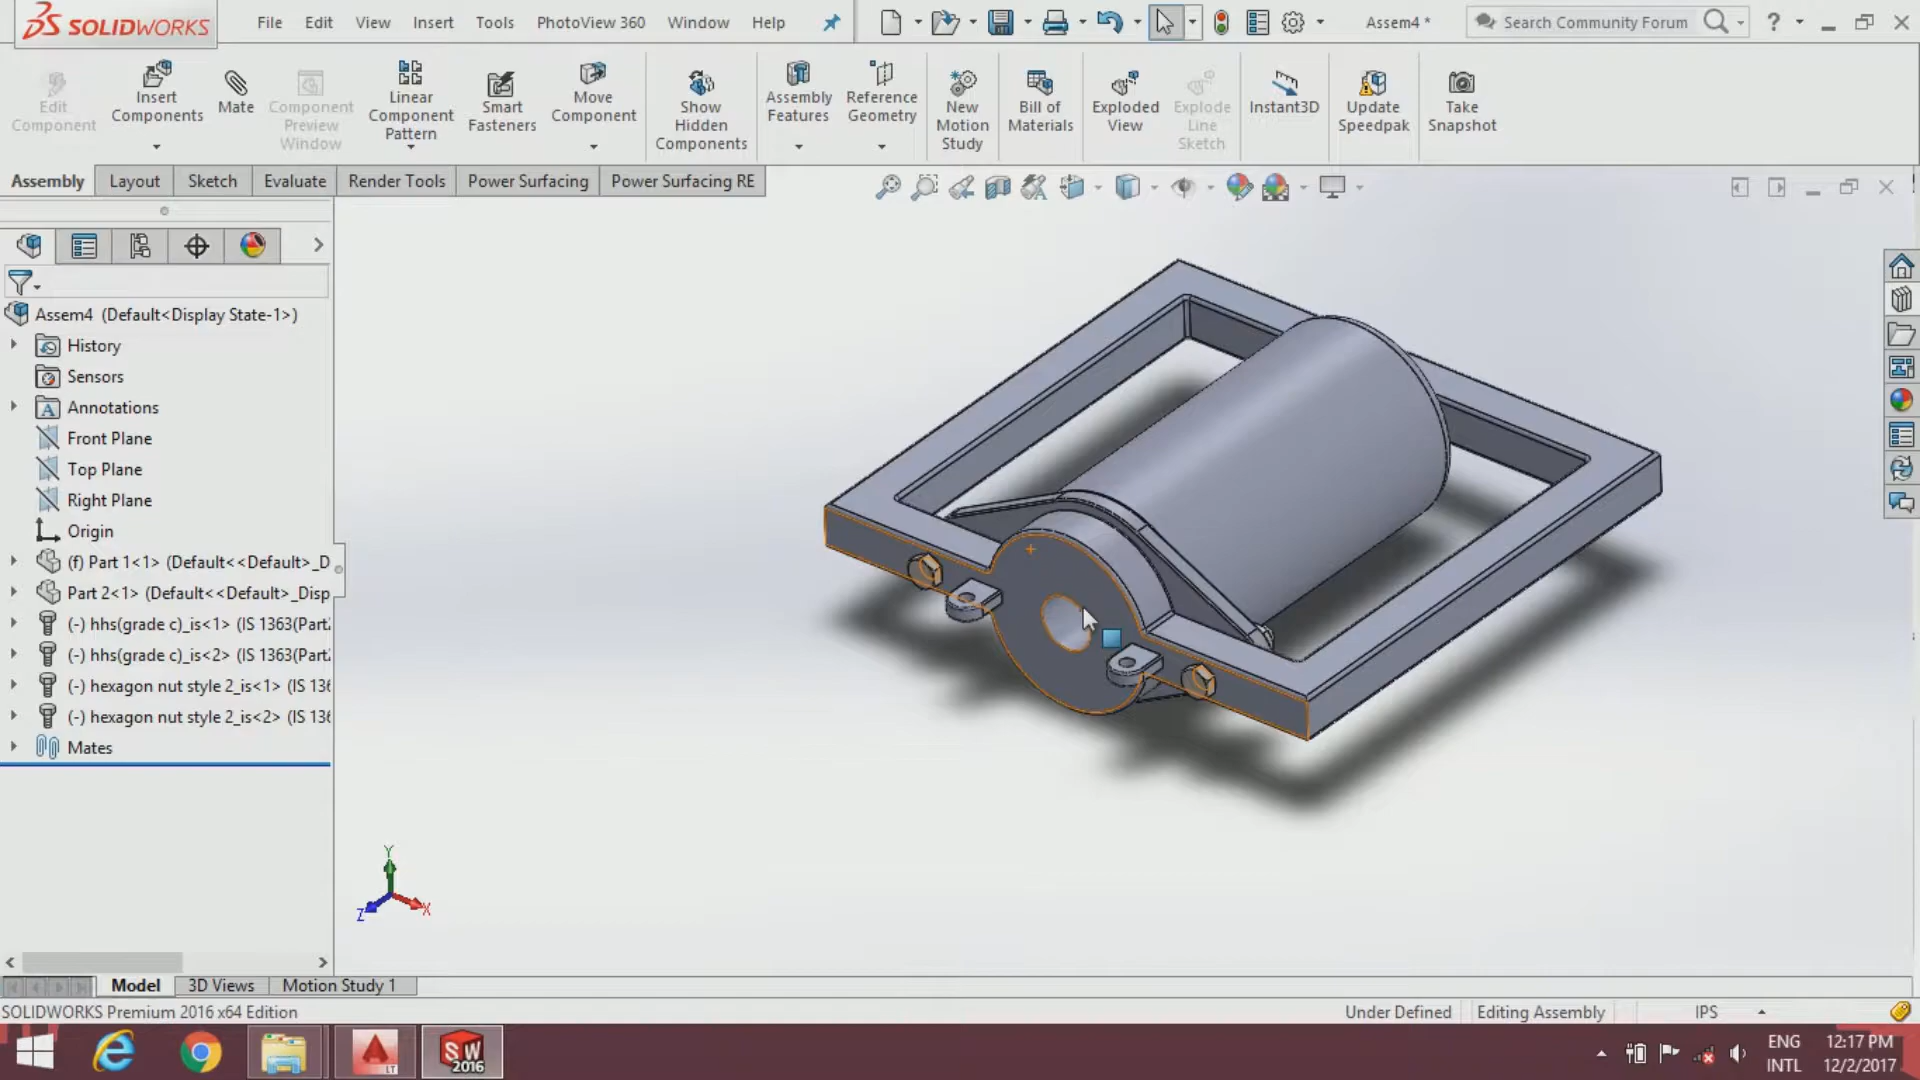 SOLIDWORKS
File Edit View Insert Tools PhotoView 360 Window Help
Assem4 *
Search Community Forum
?
Edit Component
Insert Components
Mate
Component Preview Window
Linear Component Pattern
Smart Fasteners
Move Component
Show Hidden Components
Assembly Features
Reference Geometry
New Motion Study
Bill of Materials
Exploded View
Explode Line Sketch
Instant3D
Update Speedpak
Take Snapshot
Assembly Layout Sketch Evaluate Render Tools Power Surfacing Power Surfacing RE
Assem4 (Default<Display State-1>)
History
Sensors
Annotations
Front Plane
Top Plane
Right Plane
Origin
(f) Part 1<1> (Default<<Default>_D
Part 2<1> (Default<<Default>_Disp
(-) hhs(grade c)_is<1> (IS 1363(Part
(-) hhs(grade c)_is<2> (IS 1363(Part
(-) hexagon nut style 2_is<1> (IS 136
(-) hexagon nut style 2_is<2> (IS 136
Mates
Y
Z
X
Model 3D Views Motion Study 1
SOLIDWORKS Premium 2016 x64 Edition
Under Defined
Editing Assembly
IPS
LT
SW
2016
ENG
INTL
12:17 PM
12/2/2017